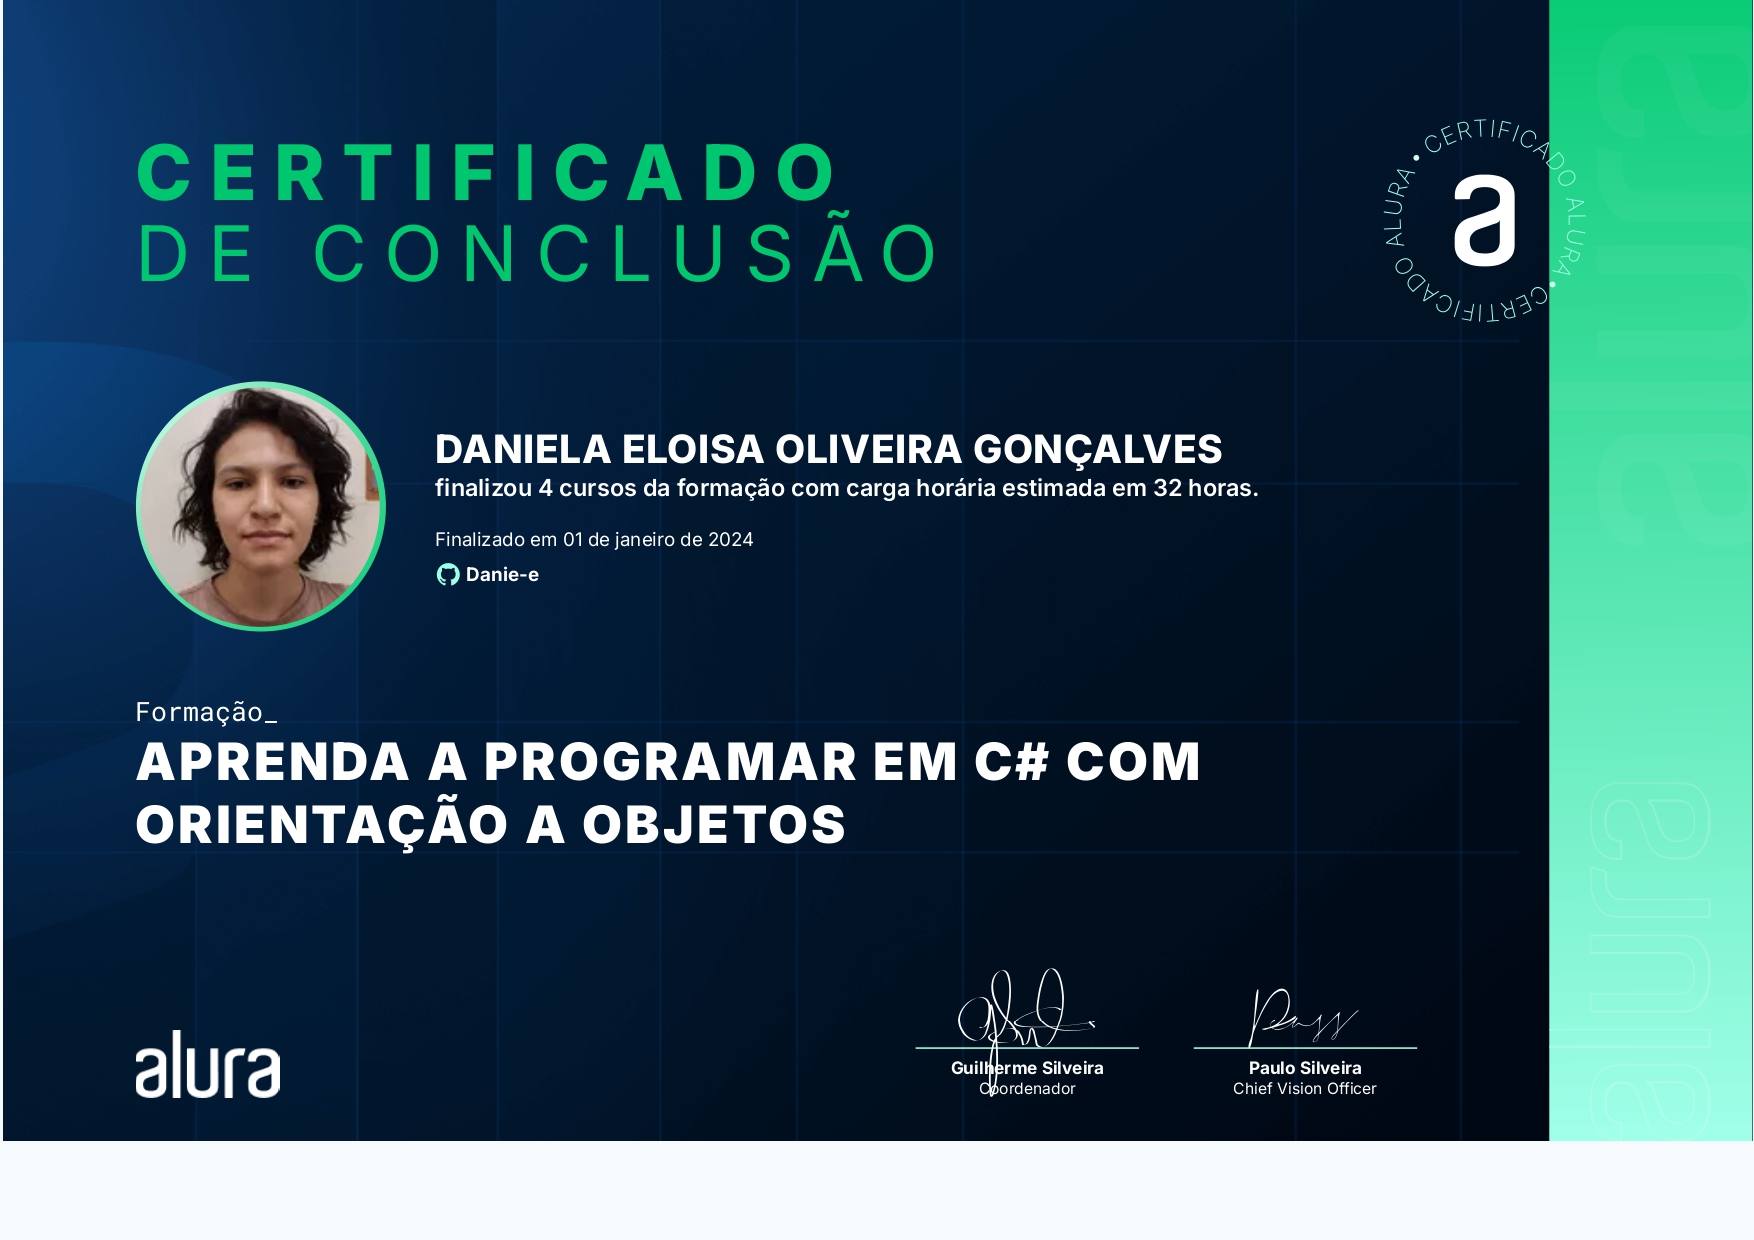 CERTIFICADO
DE CONCLUSÃO
CERTIFICADO ALURA • CERTIFICADO ALURA •
a
DANIELA ELOISA OLIVEIRA GONÇALVES
finalizou 4 cursos da formação com carga horária estimada em 32 horas.
Finalizado em 01 de janeiro de 2024
Danie-e
Formação_
APRENDA A PROGRAMAR EM C# COM
ORIENTAÇÃO A OBJETOS
alura
Guilherme Silveira
Coordenador
Paulo Silveira
Chief Vision Officer
alura
alura